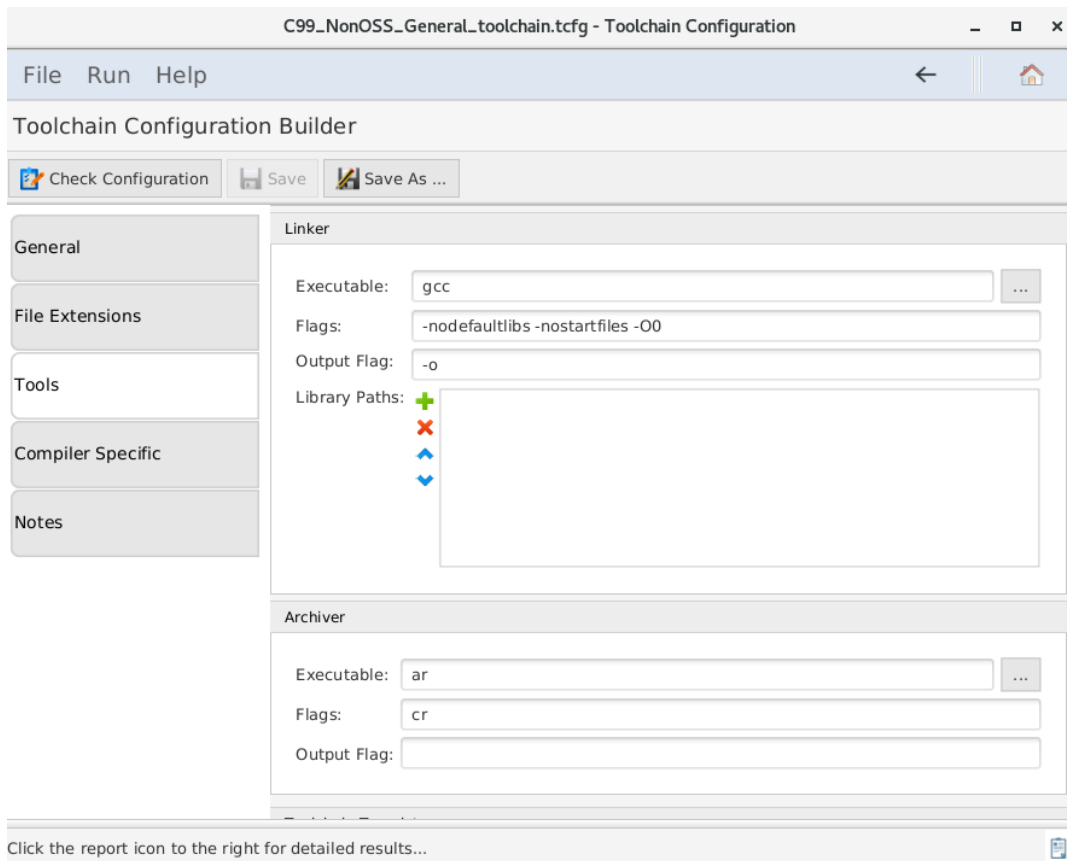 C99_NonOSS_General_toolchain.tcfg - Toolchain Configuration
File Run Help
Toolchain Configuration Builder
Check Configuration Save Save As ...
General
File Extensions
Tools
Compiler Specific
Notes
Linker
Executable: gcc ...
Flags: -nodefaultlibs -nostartfiles -O0
Output Flag: -o
Library Paths:
Archiver
Executable: ar ...
Flags: cr
Output Flag:
Click the report icon to the right for detailed results...